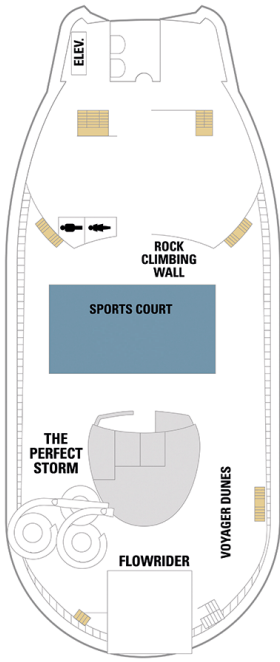 ELEV.
ROCK
CLIMBING
WALL
SPORTS COURT
THE
PERFECT
STORM
VOYAGER DUNES
FLOWRIDER